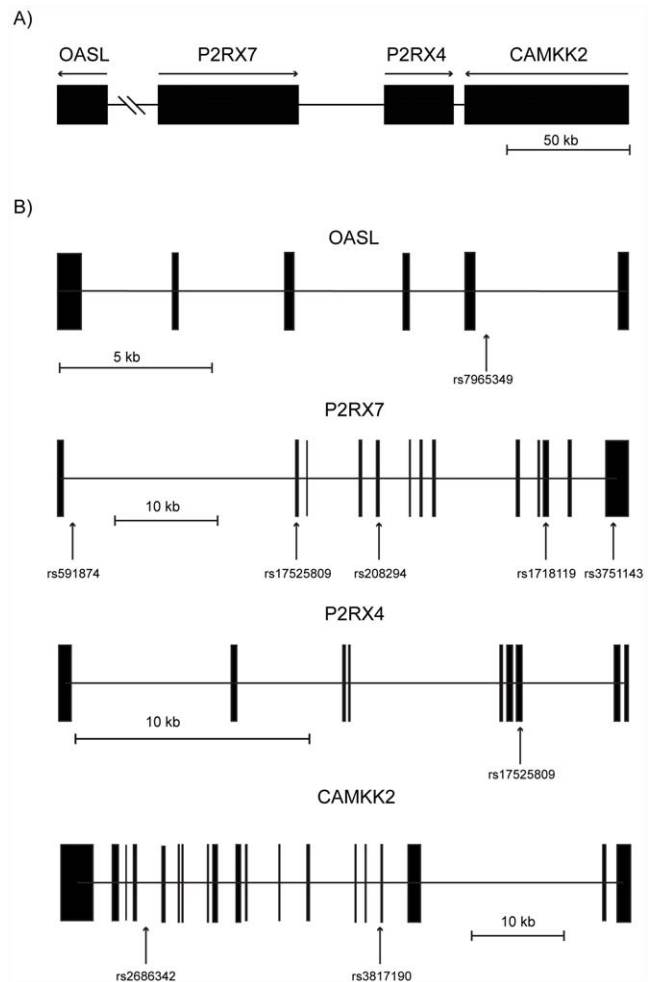 A)
OASL P2RX7 P2RX4 CAMKK2
50 kb
B)
OASL
5 kb
rs7965349
P2RX7
10 kb
rs591874 rs17525809 rs208294 rs1718119 rs3751143
P2RX4
10 kb
rs17525809
CAMKK2
10 kb
rs2686342 rs3817190